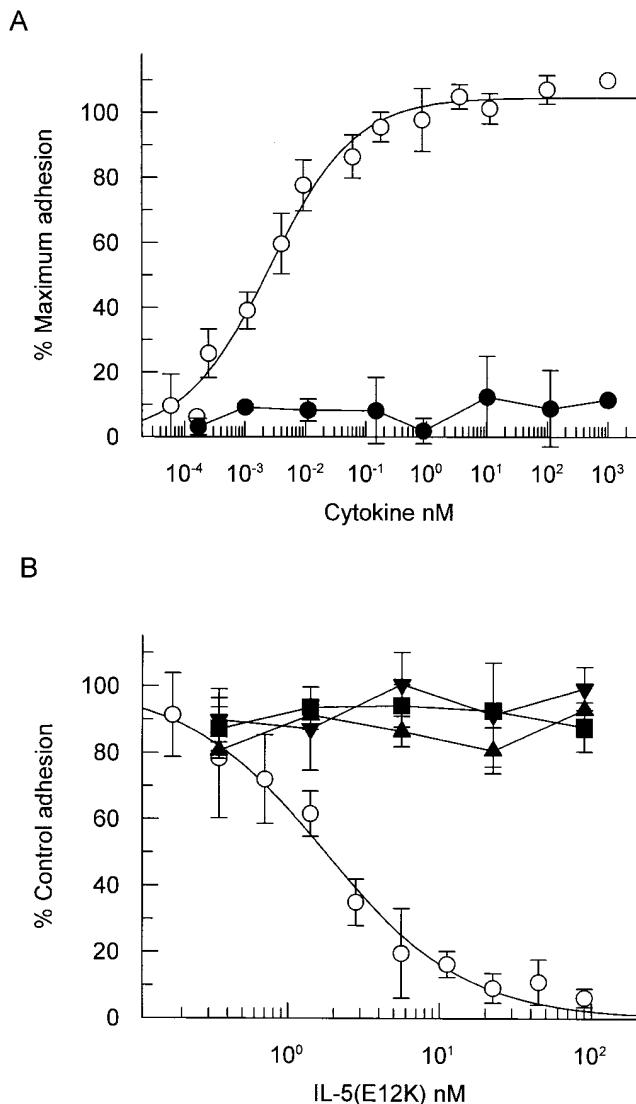 A
% Maximum adhesion
100
80
60
40
20
0
10⁻⁴ 10⁻³ 10⁻² 10⁻¹ 10⁰ 10¹ 10² 10³
Cytokine nM
B
% Control adhesion
100
80
60
40
20
0
10⁰ 10¹ 10²
IL-5(E12K) nM